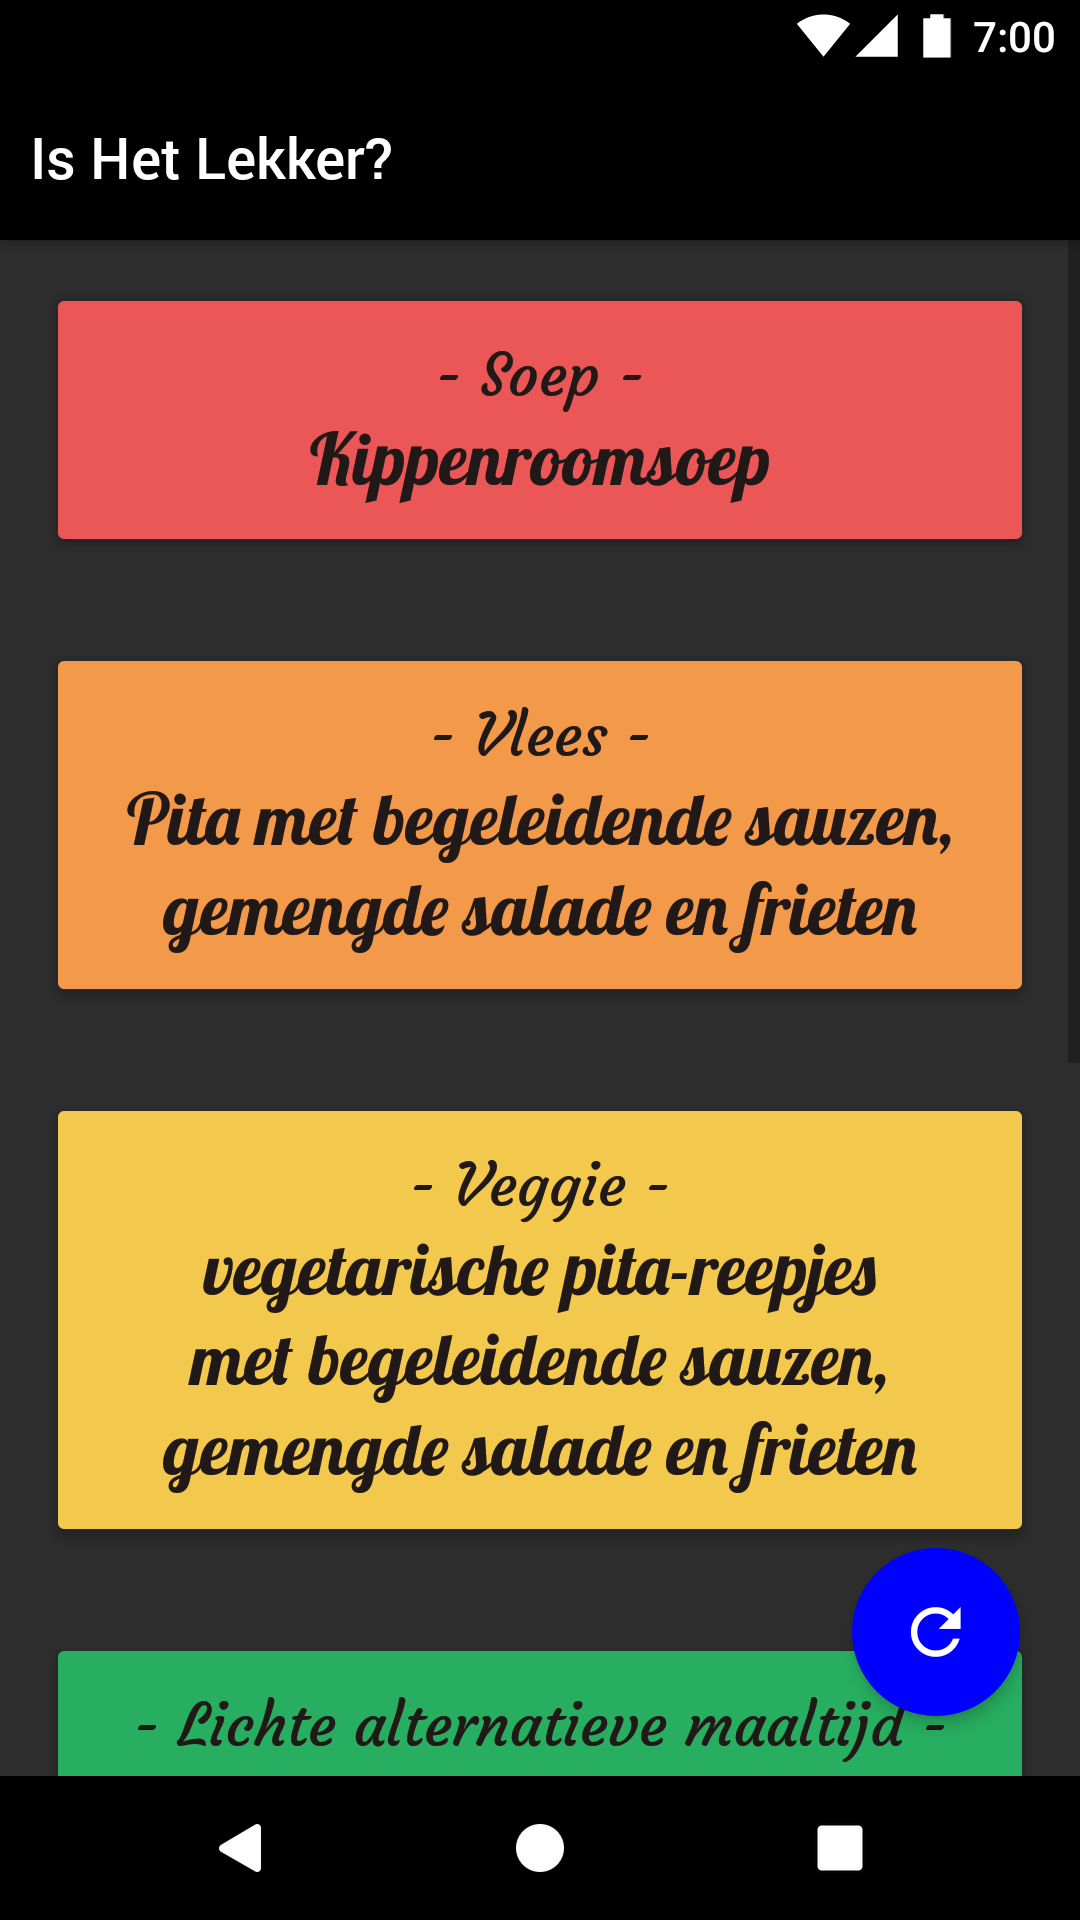 7:00
Is Het Lekker?
- Soep -
Kippenroomsoep
- Vlees -
Pita met begeleidende sauzen,
gemengde salade en frieten
- Veggie -
vegetarische pita-reepjes
met begeleidende sauzen,
gemengde salade en frieten
- Lichte alternatieve maaltijd -